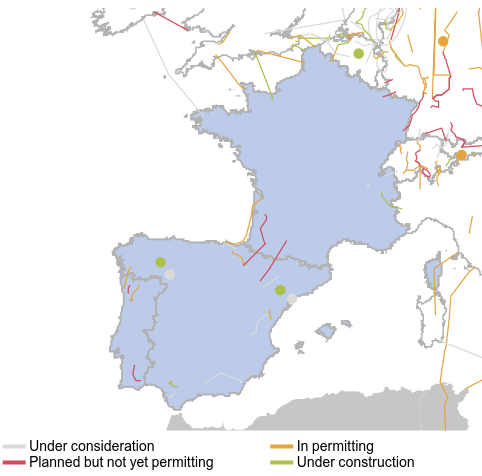 Under consideration
In permitting
Planned but not yet permitting
Under construction